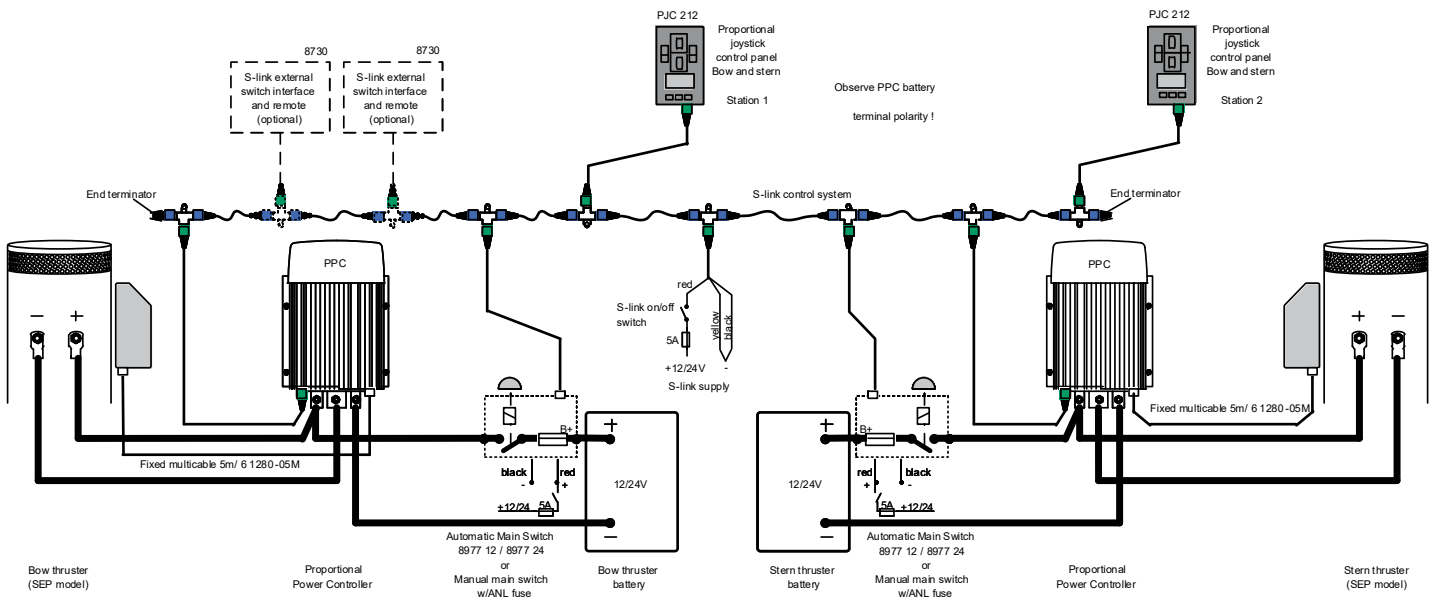 PJC 212
Proportional
joystick
control panel
Bow and stern
Station 1
PJC 212
Proportional
joystick
control panel
Bow and stern
Station 2
8730
S-link external
switch interface
and remote
(optional)
8730
S-link external
switch interface
and remote
(optional)
Observe PPC battery
terminal polarity !
End terminator
S-link control system
End terminator
PPC
PPC
− +
+ −
red
S-link on/off
switch
5A
yellow
black
+12/24V -
S-link supply
Fixed multicable 5m/ 6 1280-05M
Fixed multicable 5m/ 6 1280-05M
B+
black
-
red
+
+12/24
5A
+
12/24V
−
+
12/24V
−
B+
red
+
black
-
5A
+12/24
Bow thruster
(SEP model)
Proportional
Power Controller
Automatic Main Switch
8977 12 / 8977 24
or
Manual main switch
w/ANL fuse
Bow thruster
battery
Stern thruster
battery
Automatic Main Switch
8977 12 / 8977 24
or
Manual main switch
w/ANL fuse
Proportional
Power Controller
Stern thruster
(SEP model)